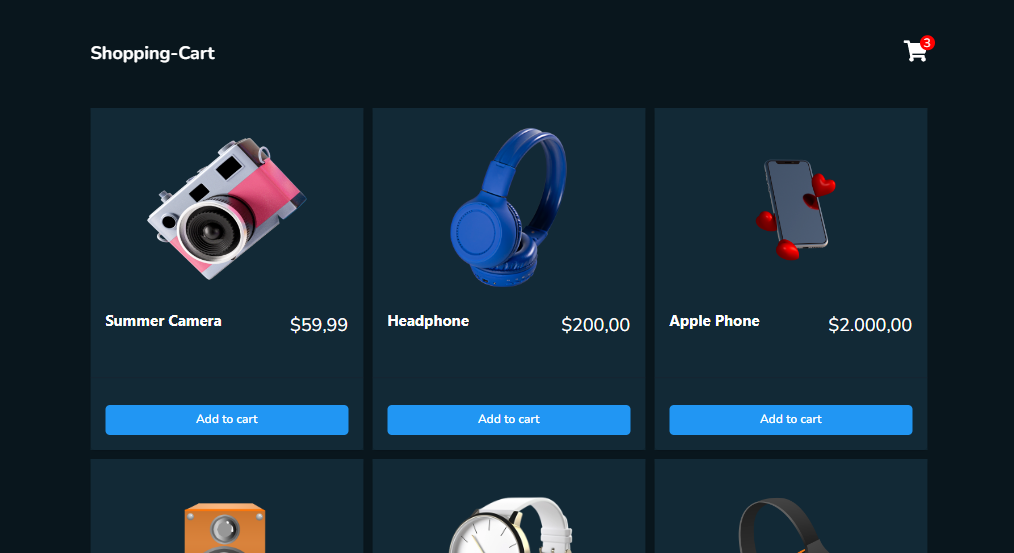 Shopping-Cart
3
Summer Camera $59,99
Headphone $200,00
Apple Phone $2.000,00
Add to cart
Add to cart
Add to cart